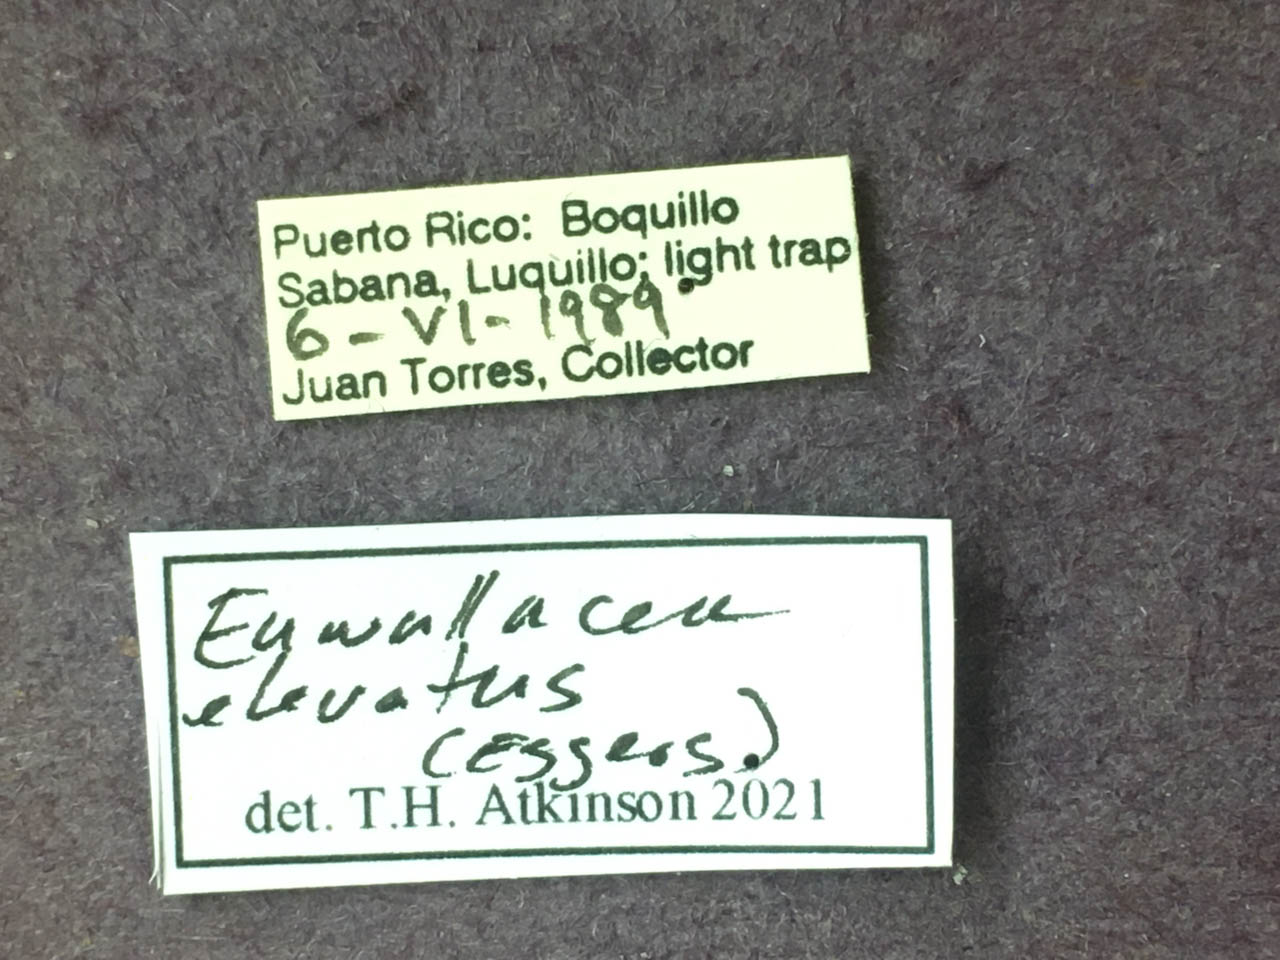 Puerto Rico: Boquillo
Sabana, Luquillo; light trap
6-VI-1989
Juan Torres, Collector
Euwallacea
elevatus
(Eggers.)
det. T.H. Atkinson 2021